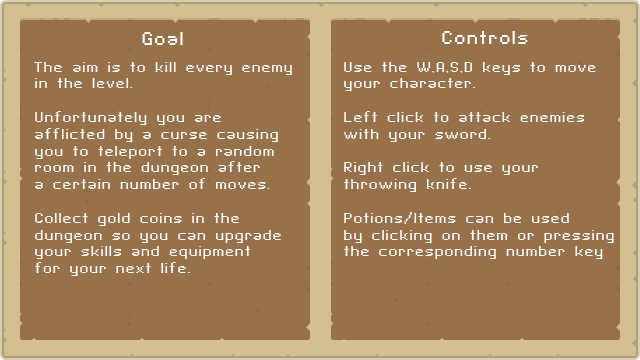 Goal
The aim is to kill every enemy
in the level.
Unfortunately you are
afflicted by a curse causing
you to teleport to a random
room in the dungeon after
a certain number of moves.
Collect gold coins in the
dungeon so you can upgrade
your skills and equipment
for your next life.
Controls
Use the W,A,S,D keys to move
your character.
Left click to attack enemies
with your sword.
Right click to use your
throwing knife.
Potions/Items can be used
by clicking on them or pressing
the corresponding number key